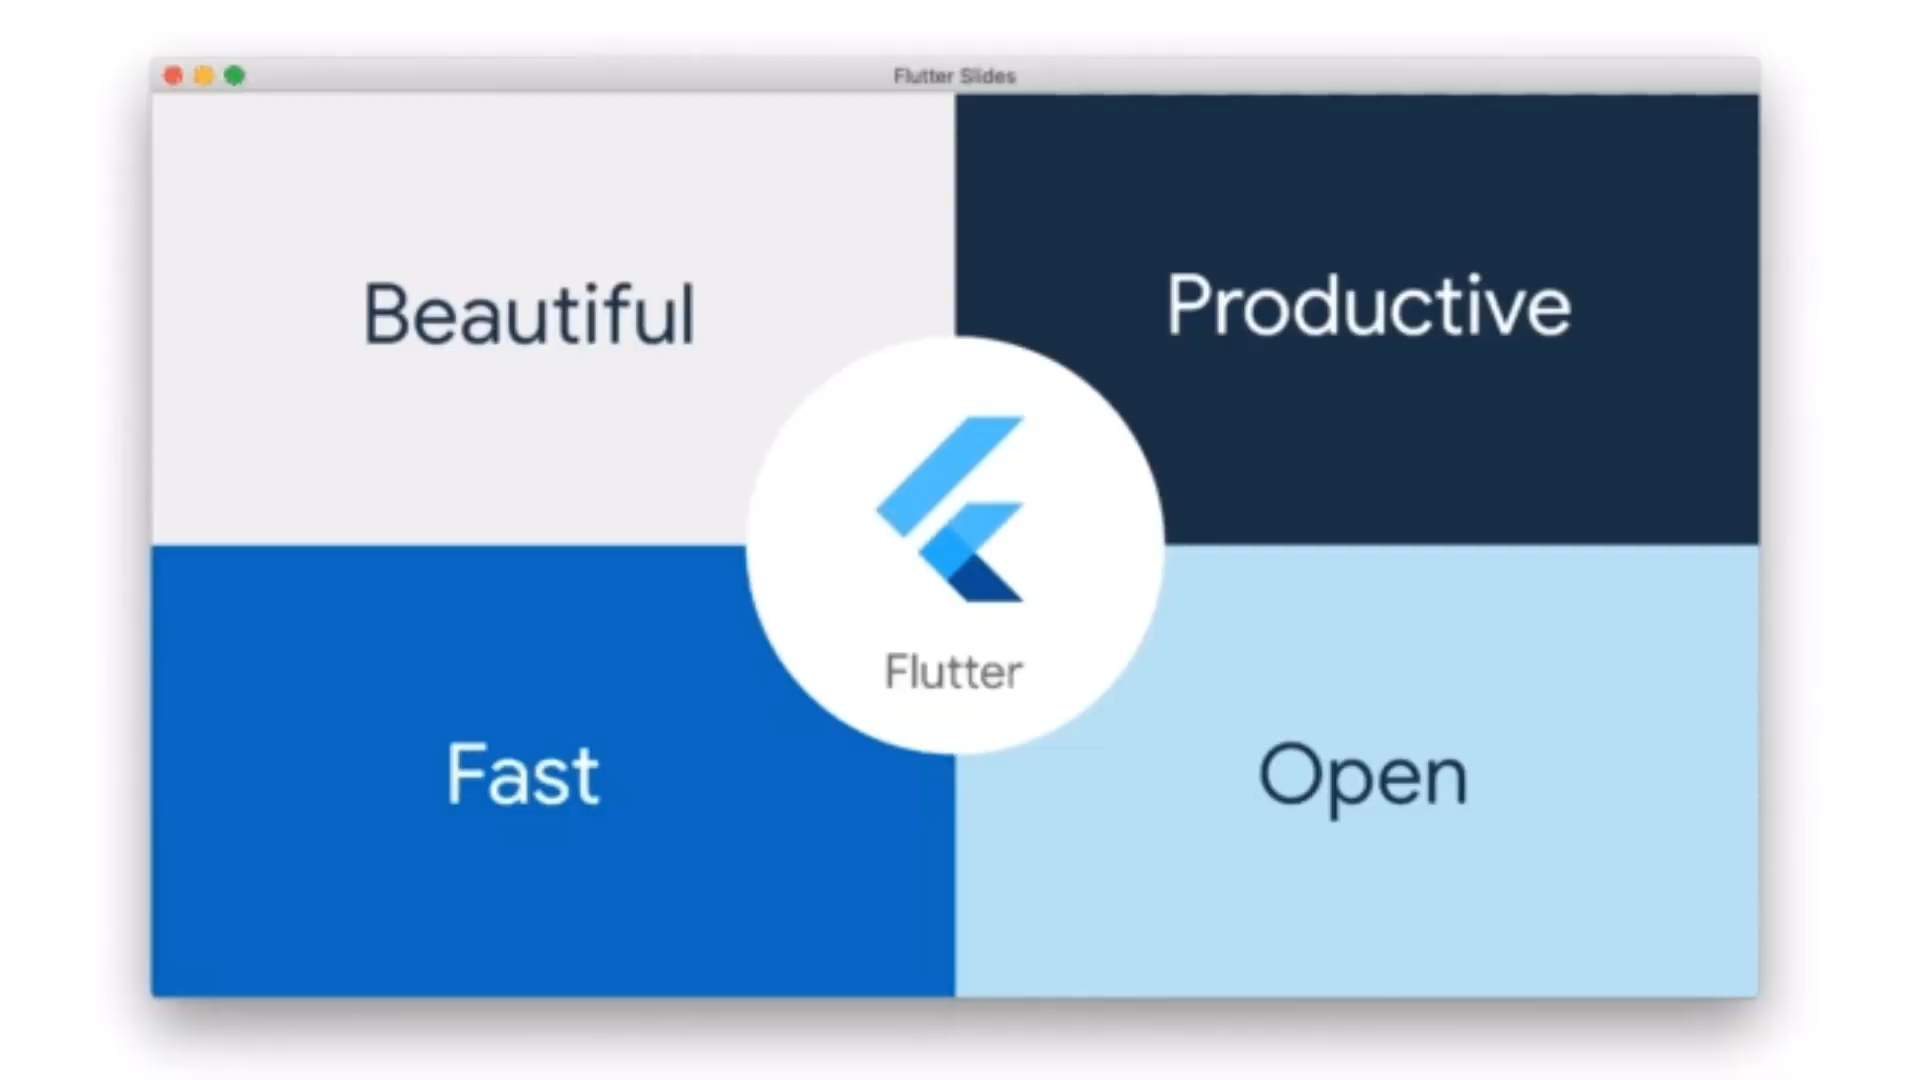 Flutter Slides
Beautiful
Productive
Flutter
Fast
Open